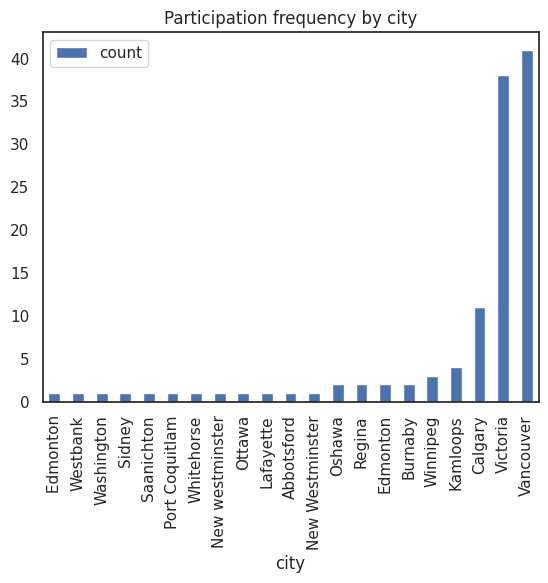 Participation frequency by city
count
40
35
30
25
20
15
10
5
0
Edmonton
Westbank
Washington
Sidney
Saanichton
Port Coquitlam
Whitehorse
New westminster
Ottawa
Lafayette
Abbotsford
New Westminster
Oshawa
Regina
Edmonton
Burnaby
Winnipeg
Kamloops
Calgary
Victoria
Vancouver
city